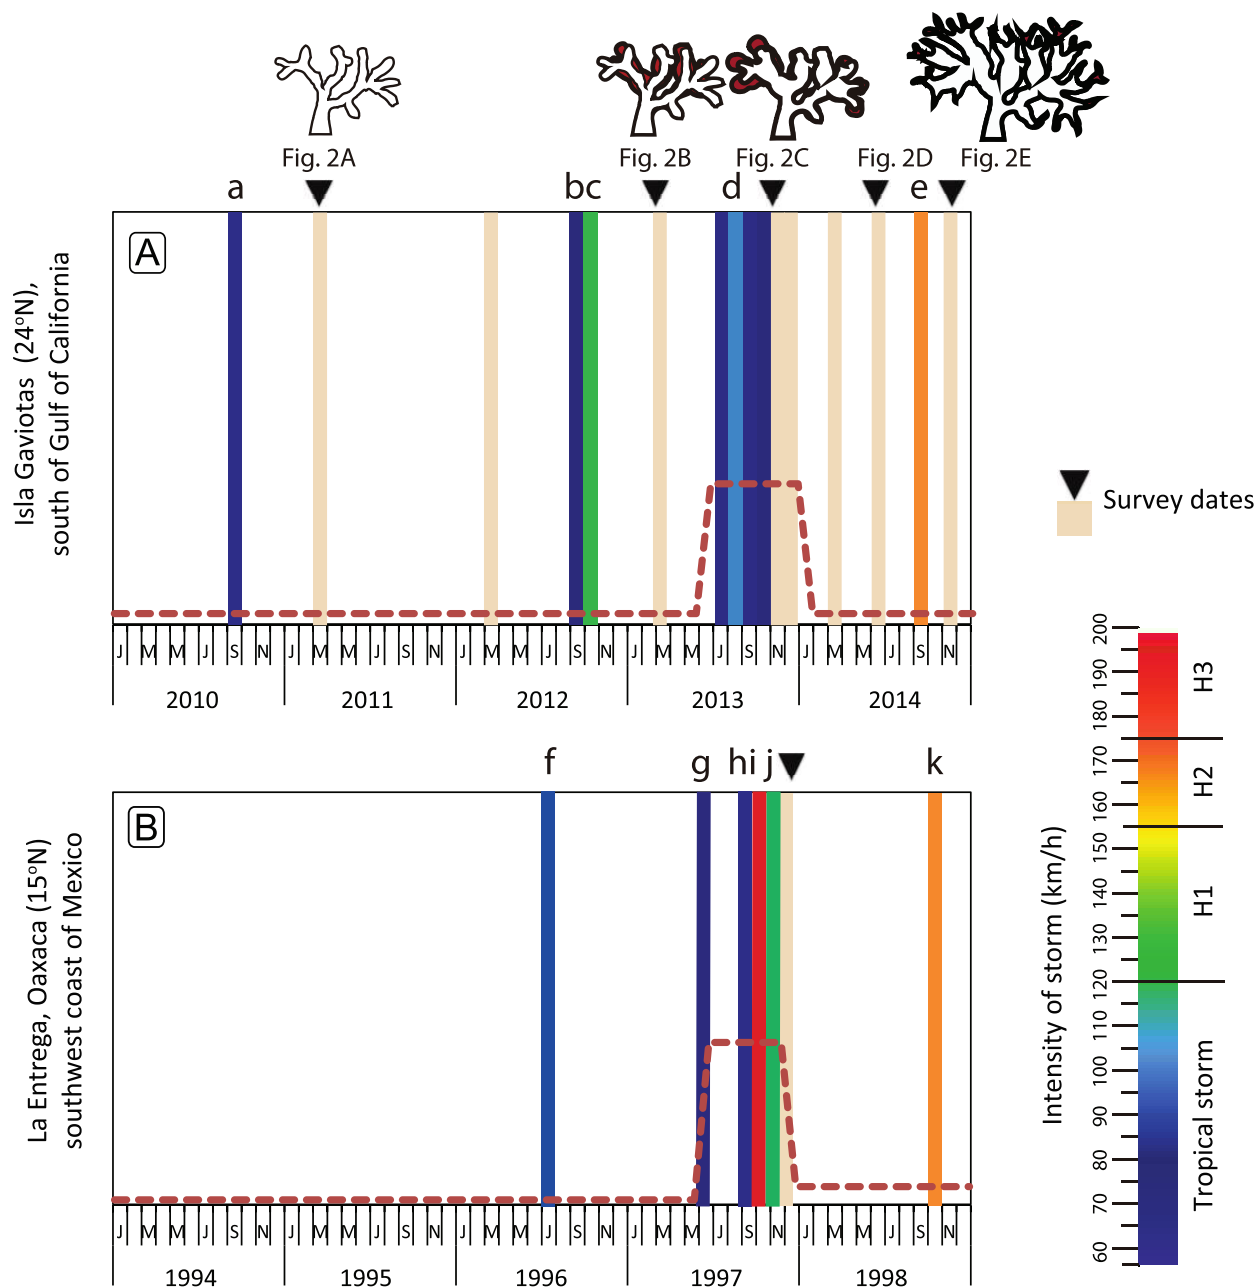 Fig. 2A
Fig. 2B
Fig. 2C
Fig. 2D
Fig. 2E
a
bc
d
e
A
Isla Gaviotas (24°N),
south of Gulf of California
J M M J S N J M M J S N J M M J S N J M M J S N J M M J S N
2010 2011 2012 2013 2014
Survey dates
f
g
hi
j
k
B
La Entrega, Oaxaca (15°N)
southwest coast of Mexico
J M M J S N J M M J S N J M M J S N J M M J S N J M M J S N
1994 1995 1996 1997 1998
Intensity of storm (km/h)
200
190
180
170
160
150
140
130
120
110
100
90
80
70
60
H3
H2
H1
Tropical storm